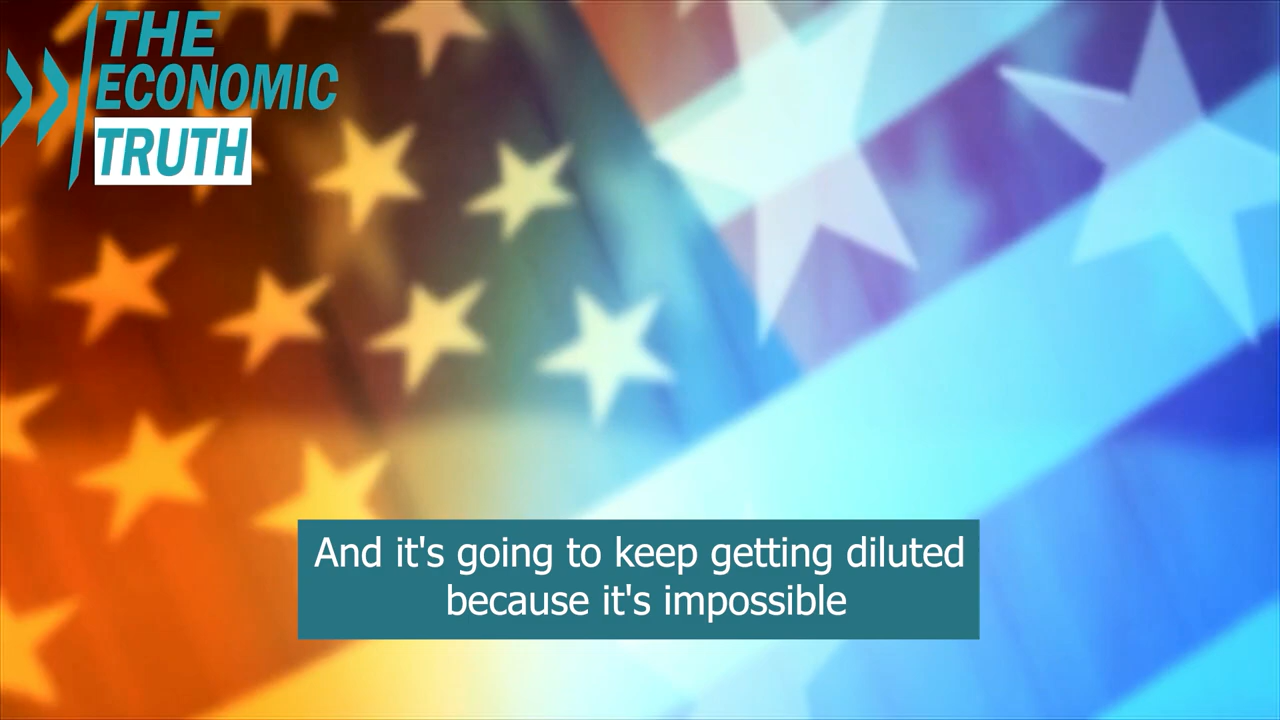 THE
ECONOMIC
TRUTH
And it's going to keep getting diluted
because it's impossible